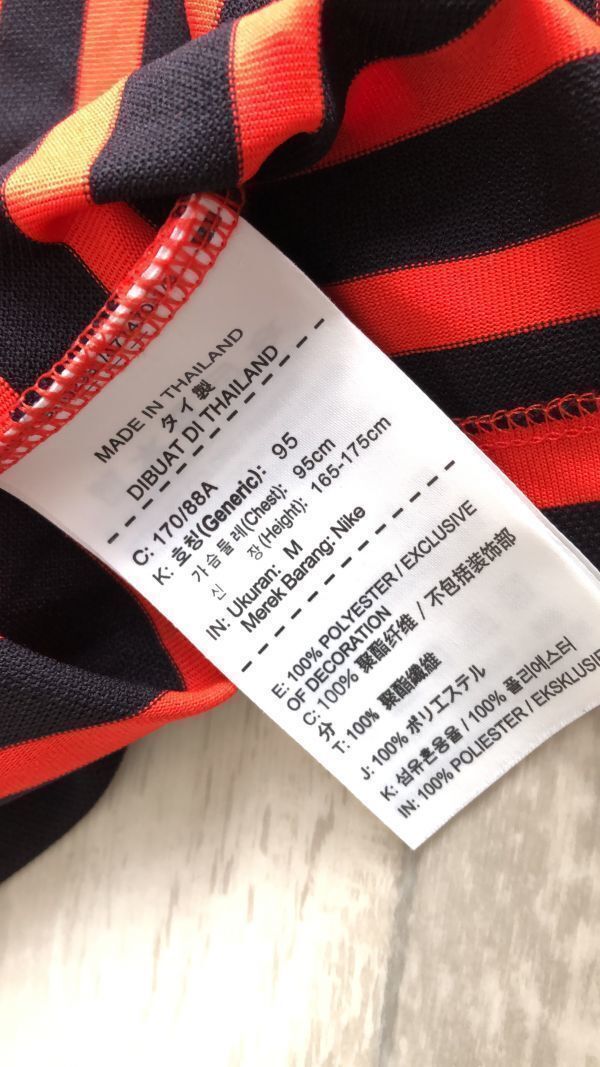 MADE IN THAILAND
タイ製
DIBUAT DI THAILAND
C: 170/88A
K: 호칭(Generic): 95
가슴둘레(Chest): 95cm
신 장(Height): 165-175cm
IN: Ukuran: M
Merek Barang: Nike
E: 100% POLYESTER / EXCLUSIVE
OF DECORATION
C: 100% 聚酯纤维 / 不包括装饰部
分
T: 100% 聚酯纖維
J: 100% ポリエステル
K: 섬유혼용율 / 100% 폴리에스터
IN: 100% POLIESTER / EKSKLUSIF